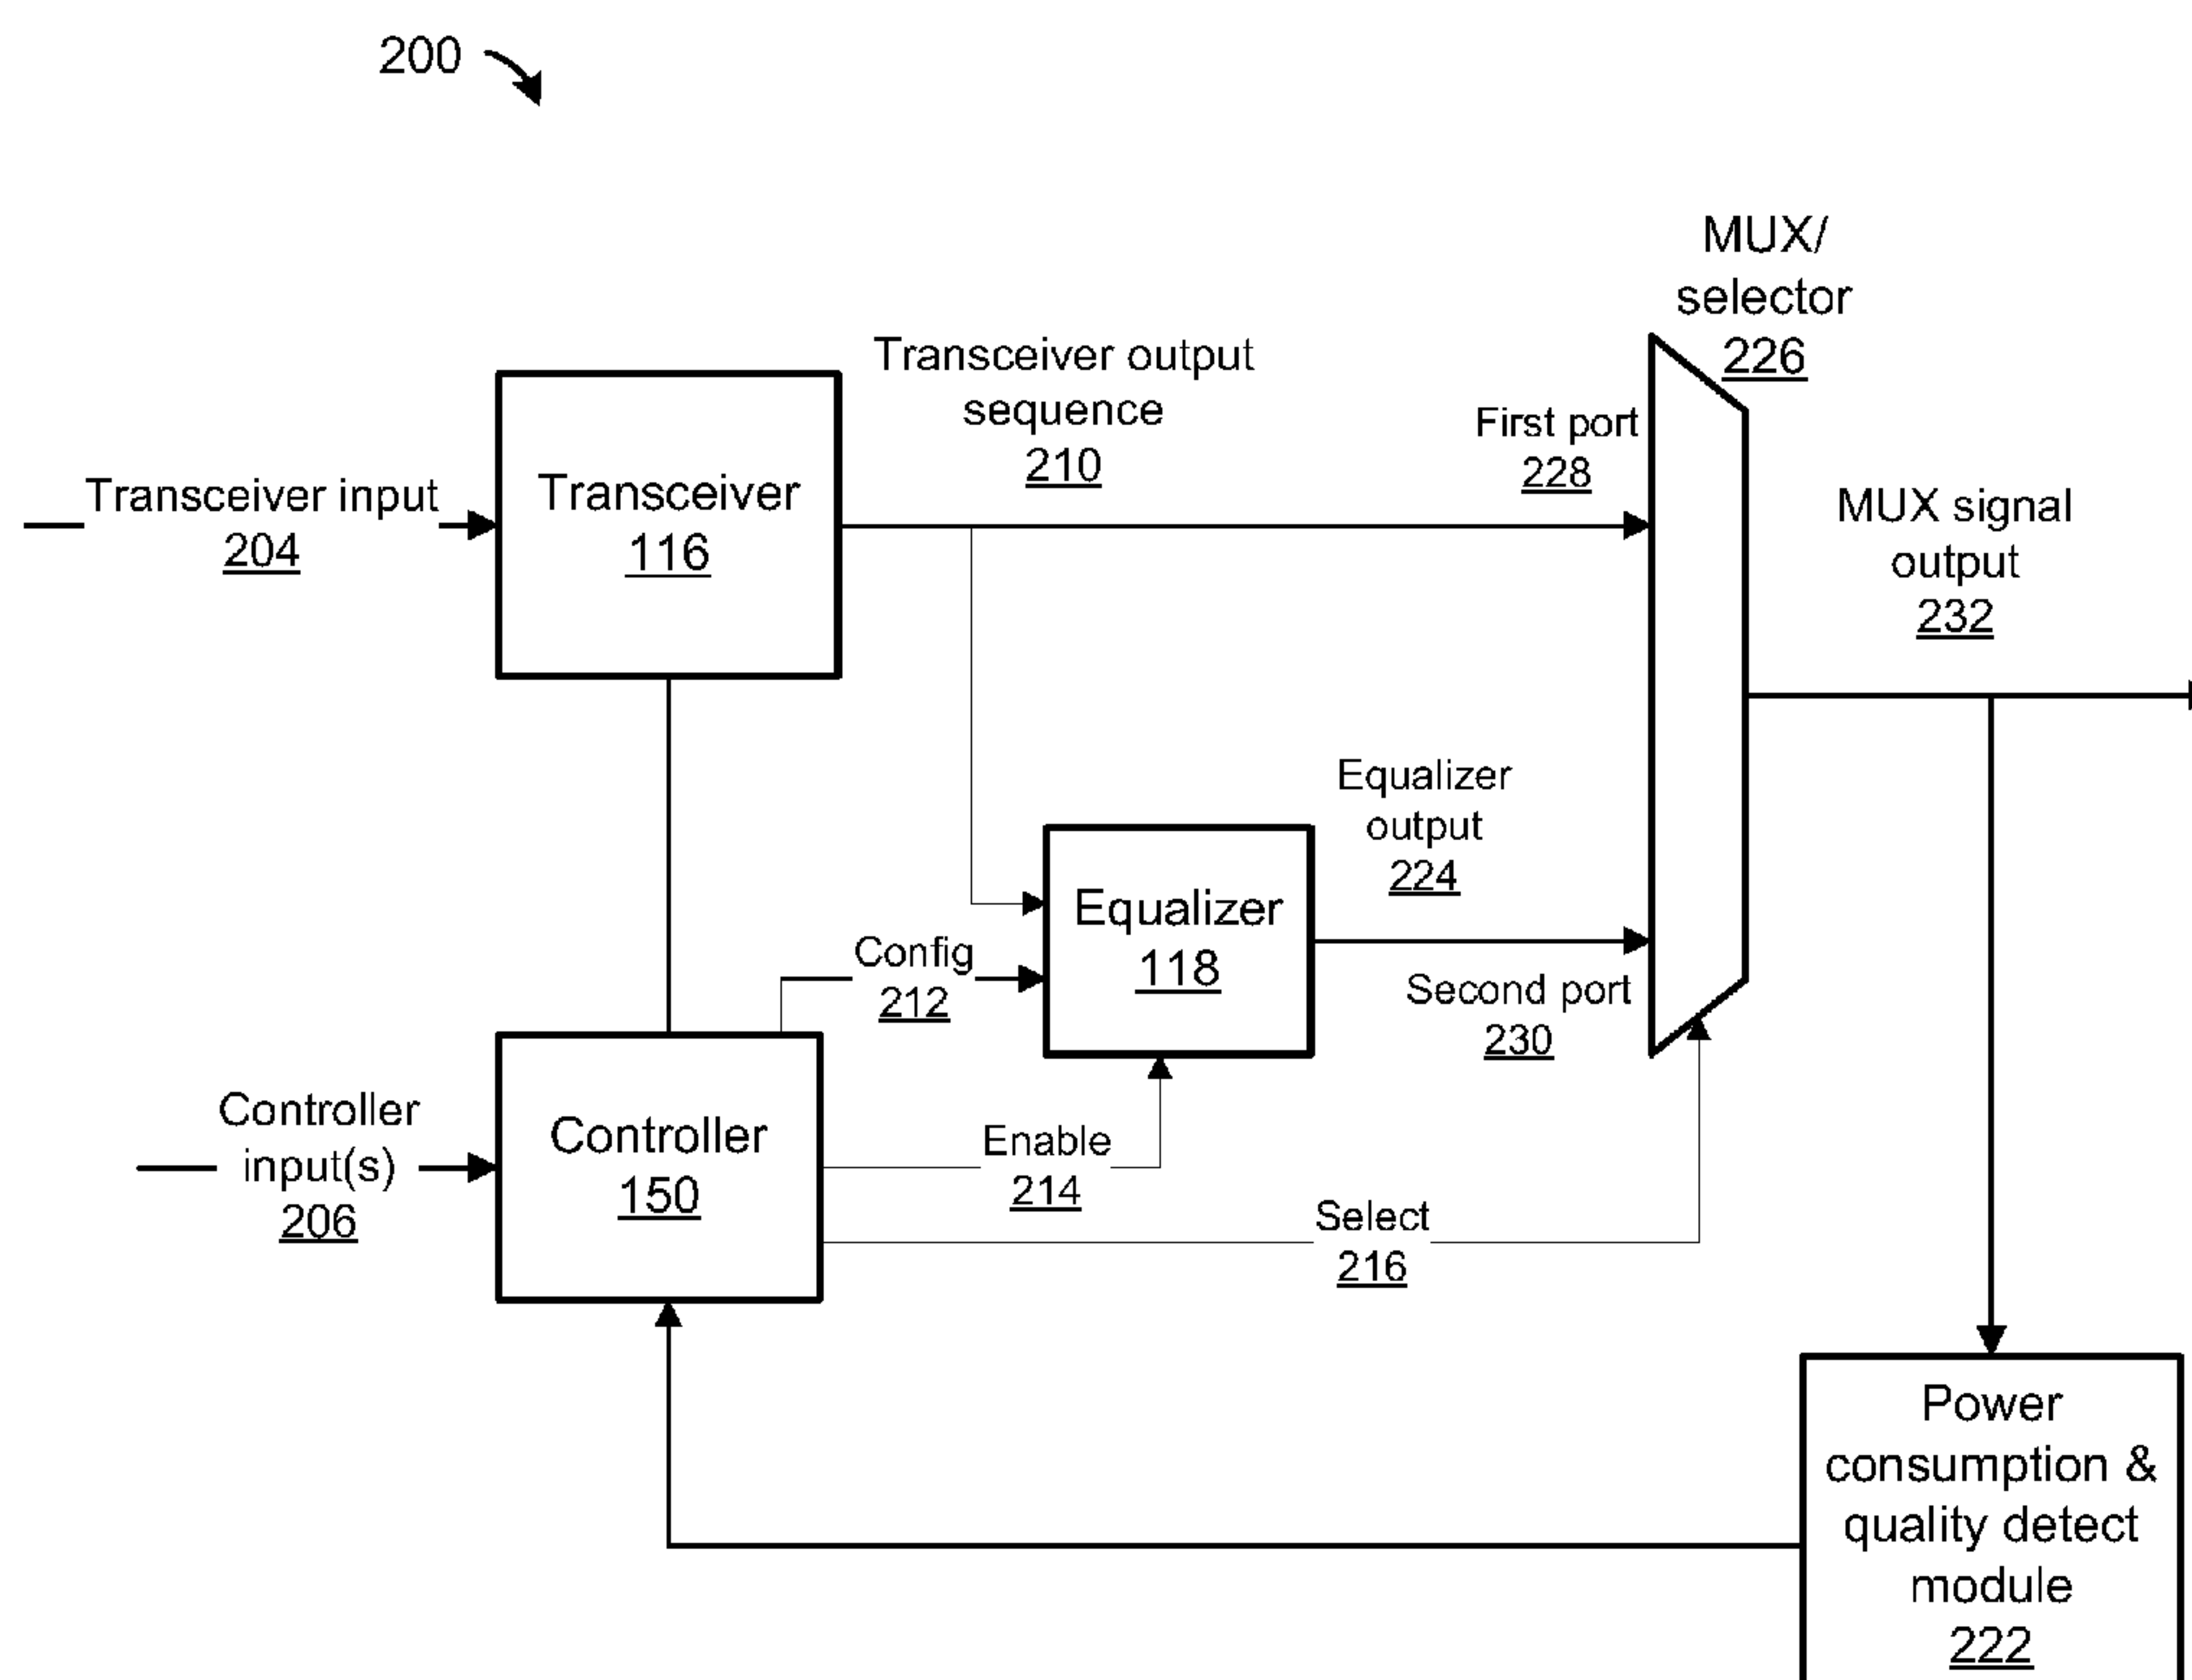 200
MUX/
selector
226
Transceiver output
sequence
210
First port
228
Transceiver input
204
Transceiver
116
MUX signal
output
232
Equalizer
output
224
Equalizer
118
Config
212
Second port
230
Controller
input(s)
206
Controller
150
Enable
214
Select
216
Power
consumption &
quality detect
module
222